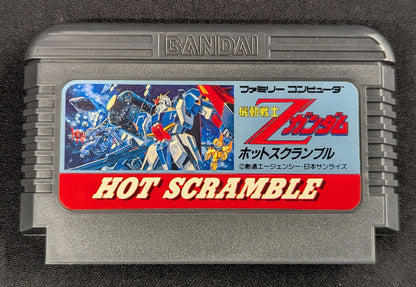 BANDAI
ファミリー コンピュータ
機動戦士
Zガンダム
ホットスクランブル
©創通エージェンシー・日本サンライズ
HOT SCRAMBLE